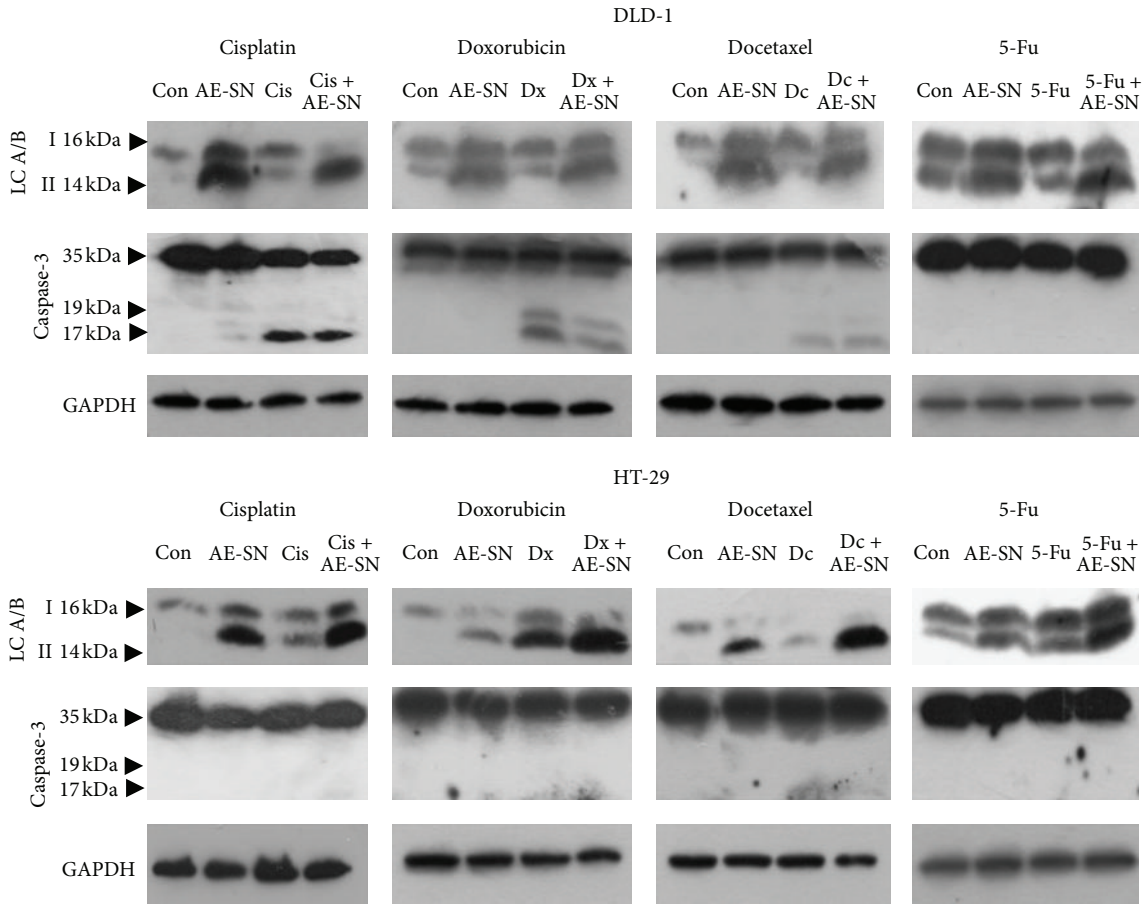 DLD-1
Cisplatin Doxorubicin Docetaxel 5-Fu
Con AE-SN Cis Cis + AE-SN Con AE-SN Dx Dx + AE-SN Con AE-SN Dc Dc + AE-SN Con AE-SN 5-Fu 5-Fu + AE-SN
LC A/B
I 16 kDa
II 14 kDa
Caspase-3
35 kDa
19 kDa
17 kDa
GAPDH
HT-29
Cisplatin Doxorubicin Docetaxel 5-Fu
Con AE-SN Cis Cis + AE-SN Con AE-SN Dx Dx + AE-SN Con AE-SN Dc Dc + AE-SN Con AE-SN 5-Fu 5-Fu + AE-SN
LC A/B
I 16 kDa
II 14 kDa
Caspase-3
35 kDa
19 kDa
17 kDa
GAPDH